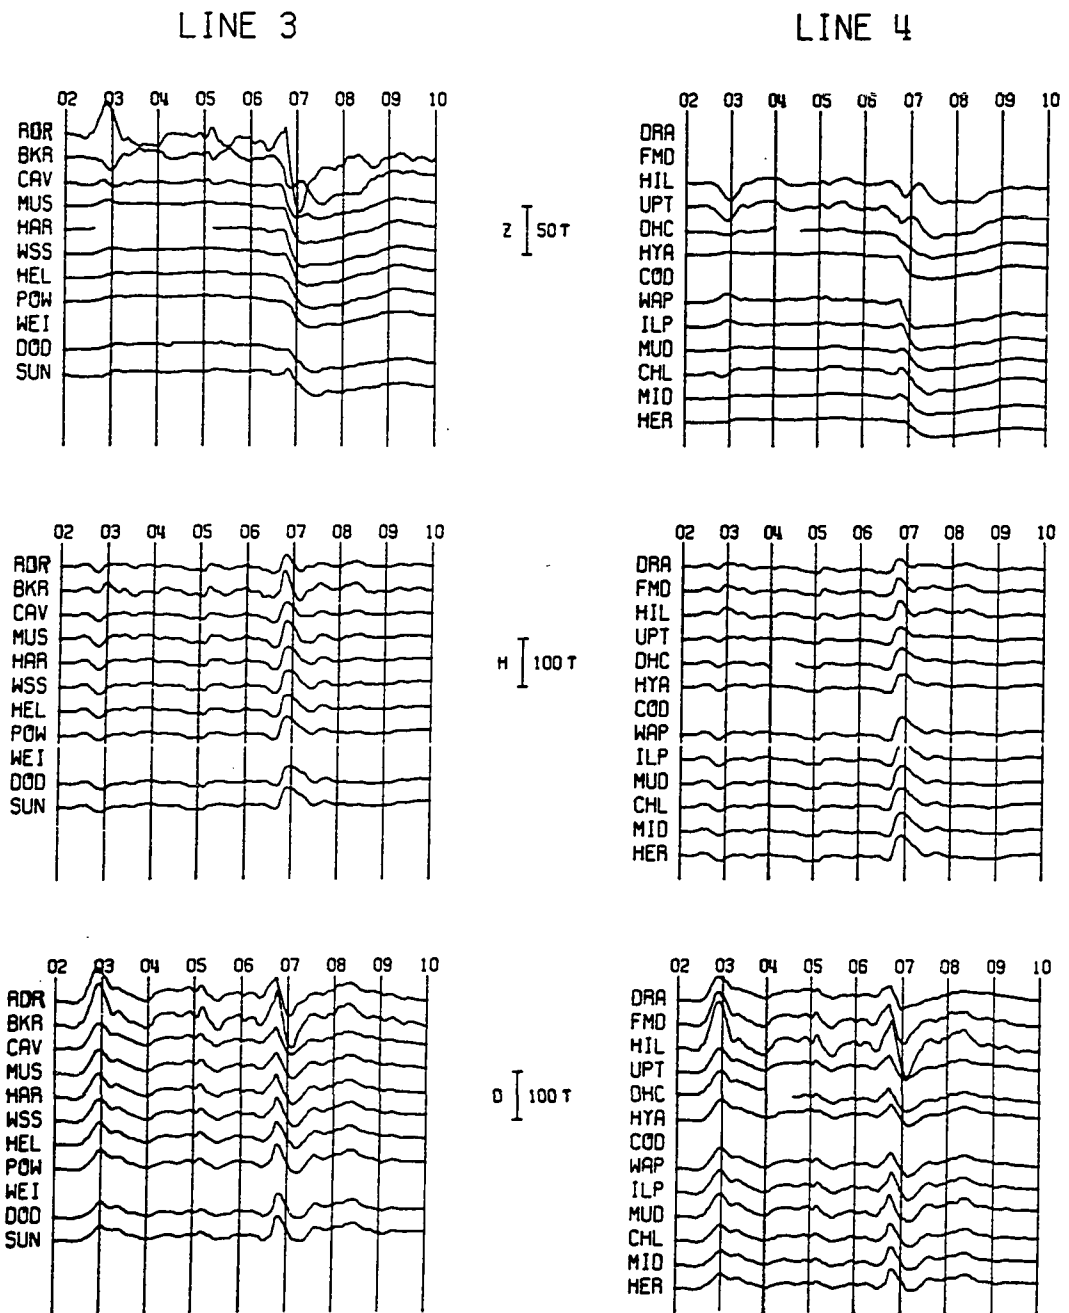 LINE 3 LINE 4
02 03 04 05 06 07 08 09 10
ROR
BKR
CAV
MUS
HAR
WSS
HEL
POW
WEI
DOD
SUN
Z 50 T
02 03 04 05 06 07 08 09 10
DRA
FMD
HIL
UPT
DHC
HYA
COD
WAP
ILP
MUD
CHL
MID
HER
02 03 04 05 06 07 08 09 10
ROR
BKR
CAV
MUS
HAR
WSS
HEL
POW
WEI
DOD
SUN
H 100 T
02 03 04 05 06 07 08 09 10
DRA
FMD
HIL
UPT
DHC
HYA
COD
WAP
ILP
MUD
CHL
MID
HER
02 03 04 05 06 07 08 09 10
ROR
BKR
CAV
MUS
HAR
WSS
HEL
POW
WEI
DOD
SUN
D 100 T
02 03 04 05 06 07 08 09 10
DRA
FMD
HIL
UPT
DHC
HYA
COD
WAP
ILP
MUD
CHL
MID
HER